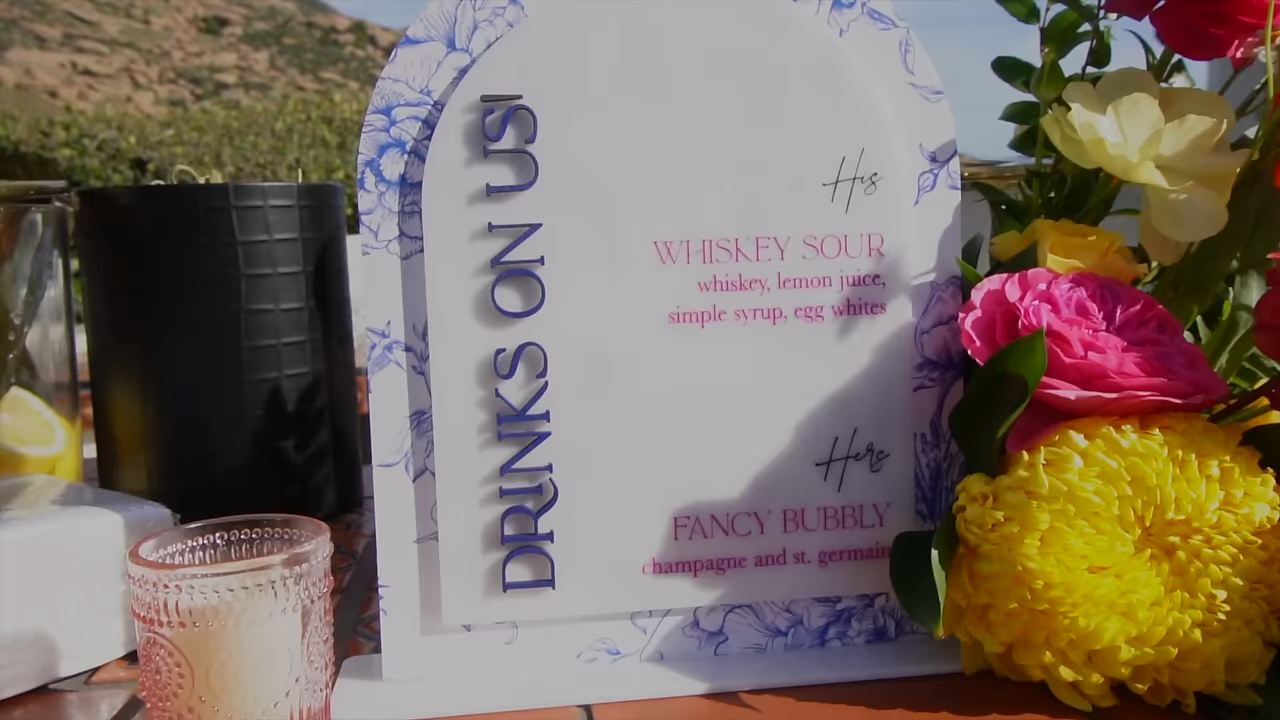 DRINKS ON US!
His
WHISKEY SOUR
whiskey, lemon juice,
simple syrup, egg whites
Hers
FANCY BUBBLY
champagne and st. germain